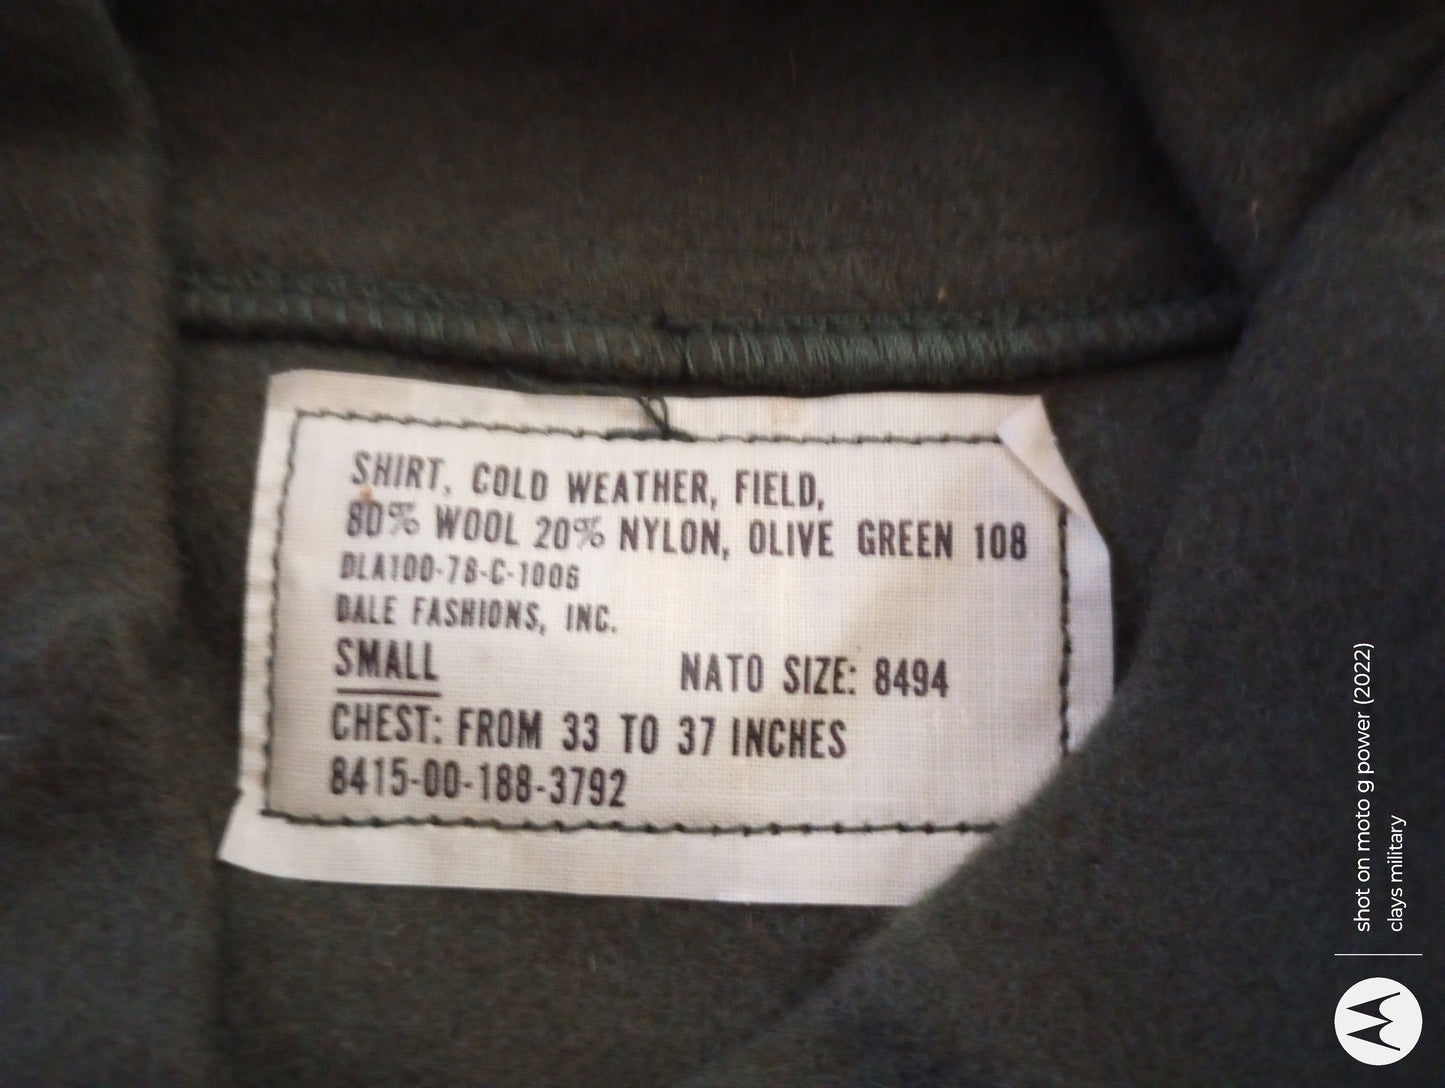 SHIRT, COLD WEATHER, FIELD,
80% WOOL 20% NYLON, OLIVE GREEN 108
DLA100-78-C-1006
DALE FASHIONS, INC.
SMALL NATO SIZE: 8494
CHEST: FROM 33 TO 37 INCHES
8415-00-188-3792
shot on moto g power (2022)
clays military